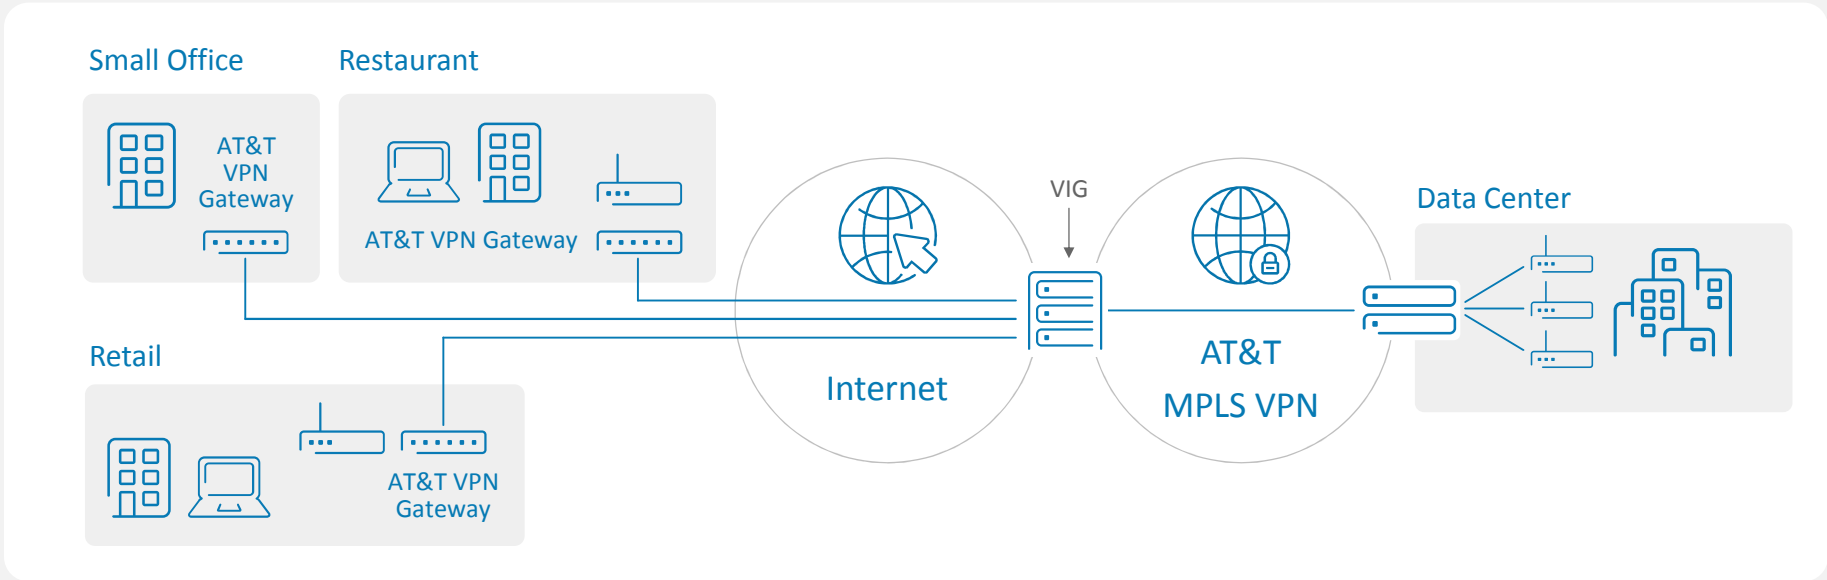 Small Office
AT&T
VPN
Gateway
Restaurant
AT&T VPN Gateway
Retail
AT&T VPN
Gateway
Internet
VIG
AT&T
MPLS VPN
Data Center